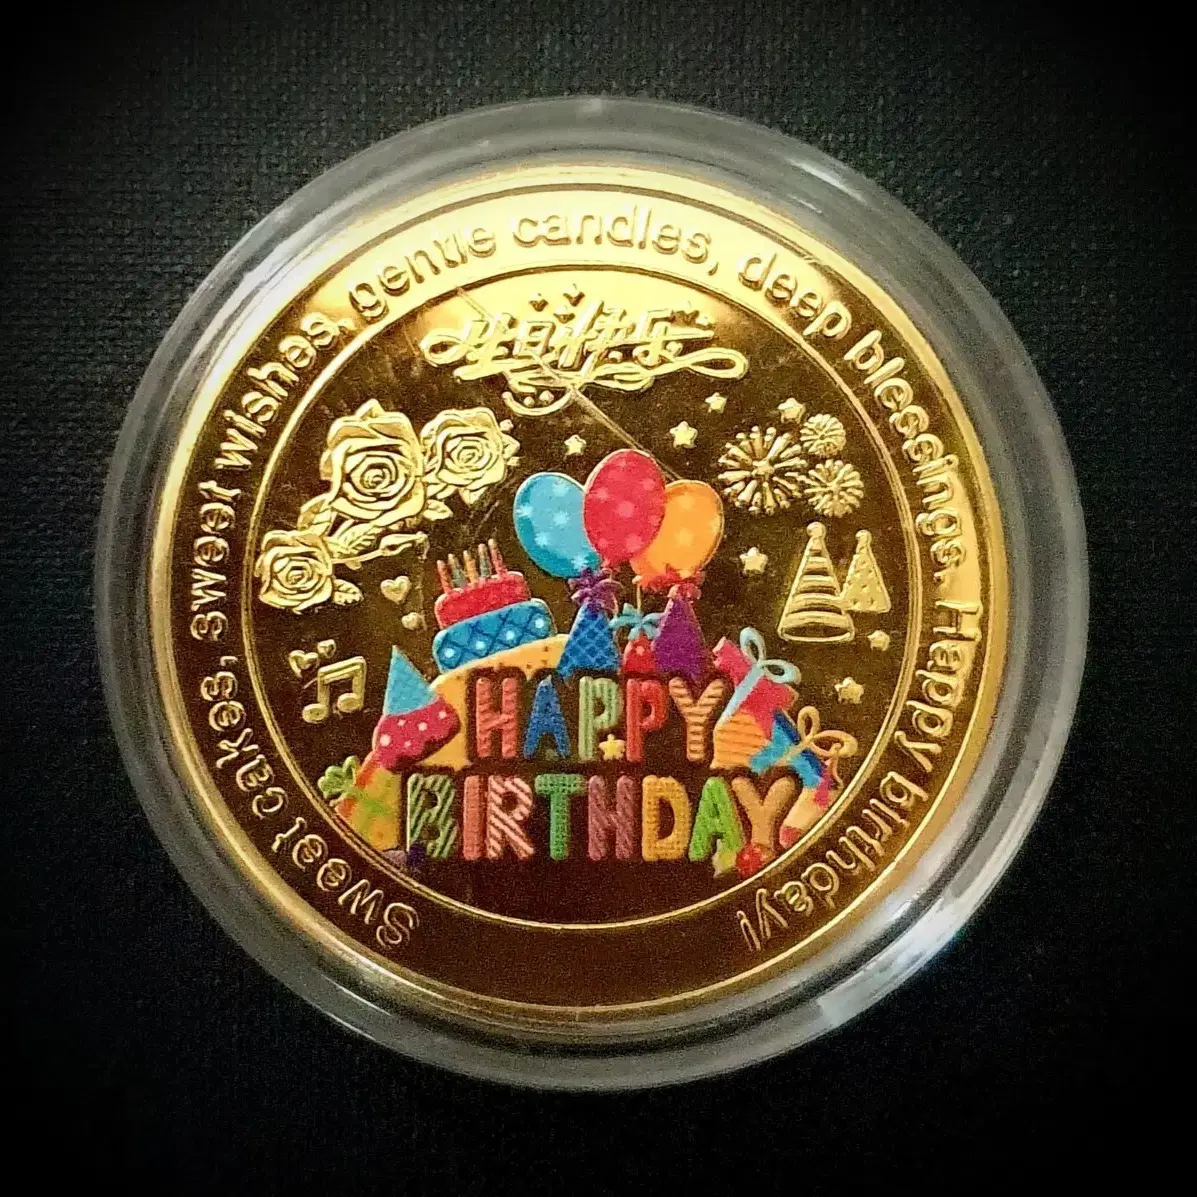 Sweet cakes, sweet wishes, gentle candles, deep blessings. Happy birthday!
生日快乐
HAPPY
BIRTHDAY